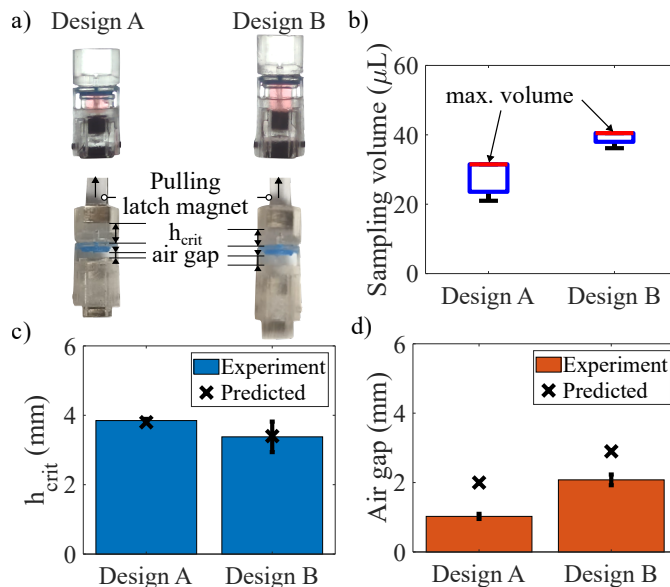 a)
Design A
Design B
Pulling
latch magnet
h_crit
air gap
b)
Sampling volume (μL)
60
40
20
0
max. volume
Design A
Design B
c)
h_crit (mm)
6
4
2
0
Experiment
Predicted
Design A
Design B
d)
Air gap (mm)
6
4
2
0
Experiment
Predicted
Design A
Design B